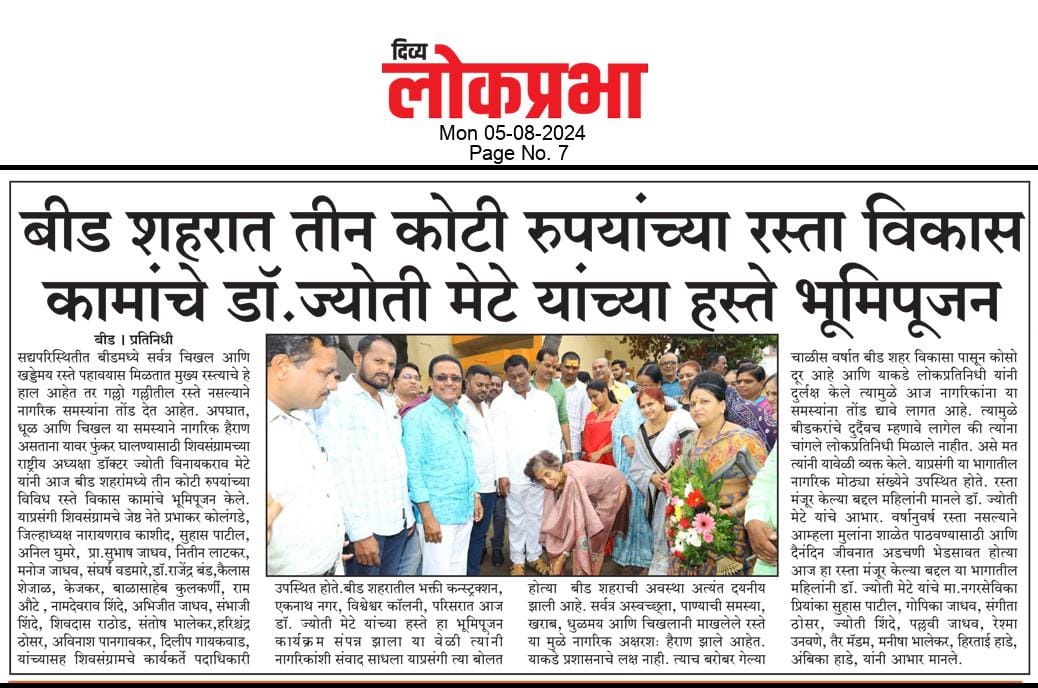 दिव्य
लोकप्रभा
Mon 05-08-2024
Page No. 7
बीड शहरात तीन कोटी रुपयांच्या रस्ता विकास
कामांचे डॉ.ज्योती मेटे यांच्या हस्ते भूमिपूजन
बीड । प्रतिनिधी
सद्यपरिस्थितीत बीडमध्ये सर्वत्र चिखल आणि
खड्डेमय रस्ते पहावयास मिळतात मुख्य रस्त्याचे हे
हाल आहेत तर गल्लो गल्लीतील रस्ते नसल्याने
नागरिक समस्यांना तोंड देत आहेत. अपघात,
धूळ आणि चिखल या समस्याने नागरिक हैराण
असताना यावर फुंकर घालण्यासाठी शिवसंग्रामच्या
राष्ट्रीय अध्यक्षा डॉक्टर ज्योती विनायकराव मेटे
यांनी आज बीड शहरांमध्ये तीन कोटी रुपयांच्या
विविध रस्ते विकास कामांचे भूमिपूजन केले.
याप्रसंगी शिवसंग्रामचे जेष्ठ नेते प्रभाकर कोलंगडे,
जिल्हाध्यक्ष नारायणराव काशीद, सुहास पाटील,
अनिल घुमरे, प्रा.सुभाष जाधव, नितीन लाटकर,
मनोज जाधव, संघर्ष वडमारे,डॉ.राजेंद्र बंड,कैलास
शेजाळ, केजकर, बाळासाहेब कुलकर्णी, राम
औटे , नामदेवराव शिंदे, अभिजीत जाधव, संभाजी
शिंदे, शिवदास राठोड, संतोष भालेकर,हरिश्चंद्र
ठोसर, अविनाश पानगावकर, दिलीप गायकवाड,
यांच्यासह शिवसंग्रामचे कार्यकर्ते पदाधिकारी
उपस्थित होते.बीड शहरातील भक्ती कन्स्ट्रक्शन,
एकनाथ नगर, विश्वेश्वर कॉलनी, परिसरात आज
डॉ. ज्योती मेटे यांच्या हस्ते हा भूमिपूजन
कार्यक्रम संपन्न झाला या वेळी त्यांनी
नागरिकांशी संवाद साधला याप्रसंगी त्या बोलत
होत्या बीड शहराची अवस्था अत्यंत दयनीय
झाली आहे. सर्वत्र अस्वच्छता, पाण्याची समस्या,
खराब, धुळमय आणि चिखलानी माखलेले रस्ते
या मुळे नागरिक अक्षरशः हैराण झाले आहेत.
याकडे प्रशासनाचे लक्ष नाही. त्याच बरोबर गेल्या
चाळीस वर्षात बीड शहर विकासा पासून कोसो
दूर आहे आणि याकडे लोकप्रतिनिधी यांनी
दुर्लक्ष केले त्यामुळे आज नागरिकांना या
समस्यांना तोंड द्यावे लागत आहे. त्यामुळे
बीडकरांचे दुर्दैवच म्हणावे लागेल की त्यांना
चांगले लोकप्रतिनिधी मिळाले नाहीत. असे मत
त्यांनी यावेळी व्यक्त केले. याप्रसंगी या भागातील
नागरिक मोठ्या संख्येने उपस्थित होते. रस्ता
मंजूर केल्या बद्दल महिलांनी मानले डॉ. ज्योती
मेटे यांचे आभार. वर्षानुवर्ष रस्ता नसल्याने
आम्हला मुलांना शाळेत पाठवण्यासाठी आणि
दैनंदिन जीवनात अडचणी भेडसावत होत्या
आज हा रस्ता मंजूर केल्या बद्दल या भागातील
महिलांनी डॉ. ज्योती मेटे यांचे मा.नगरसेविका
प्रियांका सुहास पाटील, गोपिका जाधव, संगीता
ठोसर, ज्योती शिंदे, पल्लवी जाधव, रेश्मा
उनवणे, तैर मॅडम, मनीषा भालेकर, हिरताई हाडे,
अंबिका हाडे, यांनी आभार मानले.